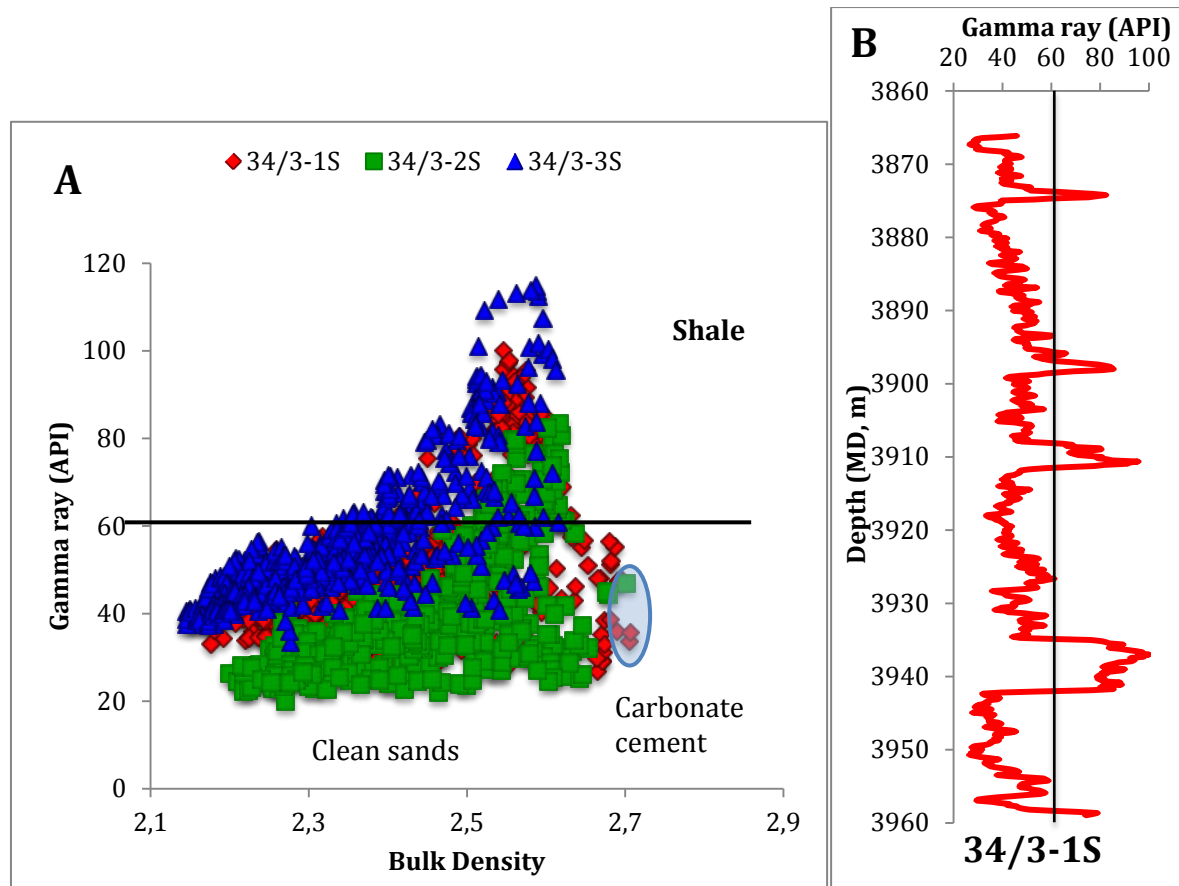 A
34/3-1S 34/3-2S 34/3-3S
Gamma ray (API)
120
100
80
60
40
20
0
Shale
Clean sands
Carbonate
cement
2,1 2,3 2,5 2,7 2,9
Bulk Density
B
Gamma ray (API)
20 40 60 80 100
Depth (MD, m)
3860
3870
3880
3890
3900
3910
3920
3930
3940
3950
3960
34/3-1S